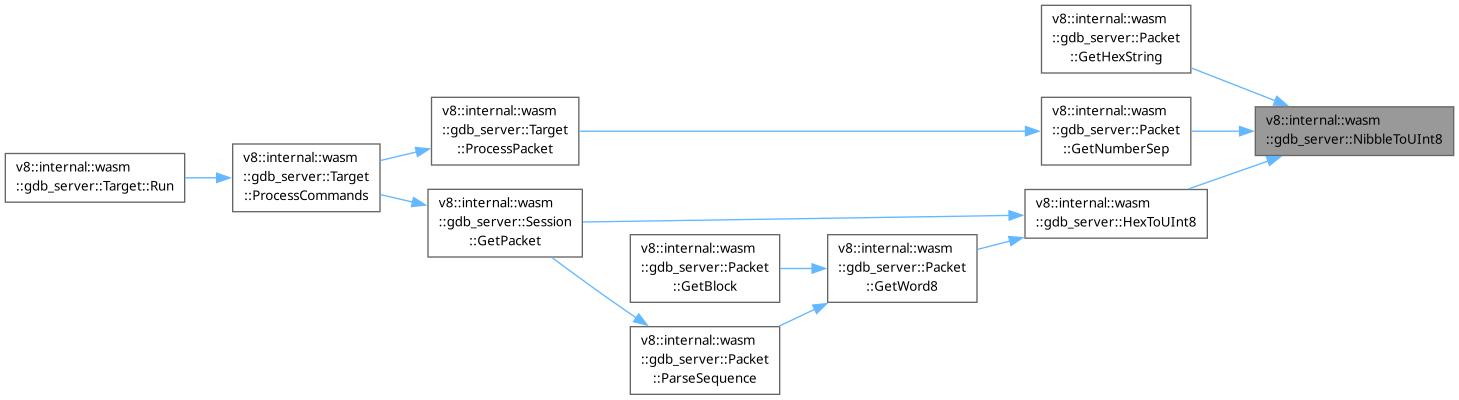 v8::internal::wasm
::gdb_server::Packet
::GetHexString
v8::internal::wasm
::gdb_server::Target
::ProcessPacket
v8::internal::wasm
::gdb_server::Packet
::GetNumberSep
v8::internal::wasm
::gdb_server::NibbleToUInt8
v8::internal::wasm
::gdb_server::Target::Run
v8::internal::wasm
::gdb_server::Target
::ProcessCommands
v8::internal::wasm
::gdb_server::Session
::GetPacket
v8::internal::wasm
::gdb_server::HexToUInt8
v8::internal::wasm
::gdb_server::Packet
::GetBlock
v8::internal::wasm
::gdb_server::Packet
::GetWord8
v8::internal::wasm
::gdb_server::Packet
::ParseSequence